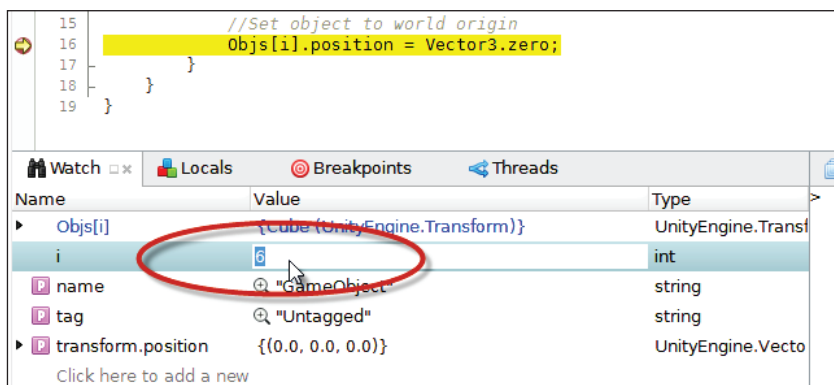 15 //Set object to world origin
16 Objs[i].position = Vector3.zero;
17 }
18 }
19 }
Watch Locals Breakpoints Threads
Name Value Type
Objs[i] {Cube (UnityEngine.Transform)} UnityEngine.Transf
i 6 int
name "GameObject" string
tag "Untagged" string
transform.position {(0.0, 0.0, 0.0)} UnityEngine.Vecto
Click here to add a new